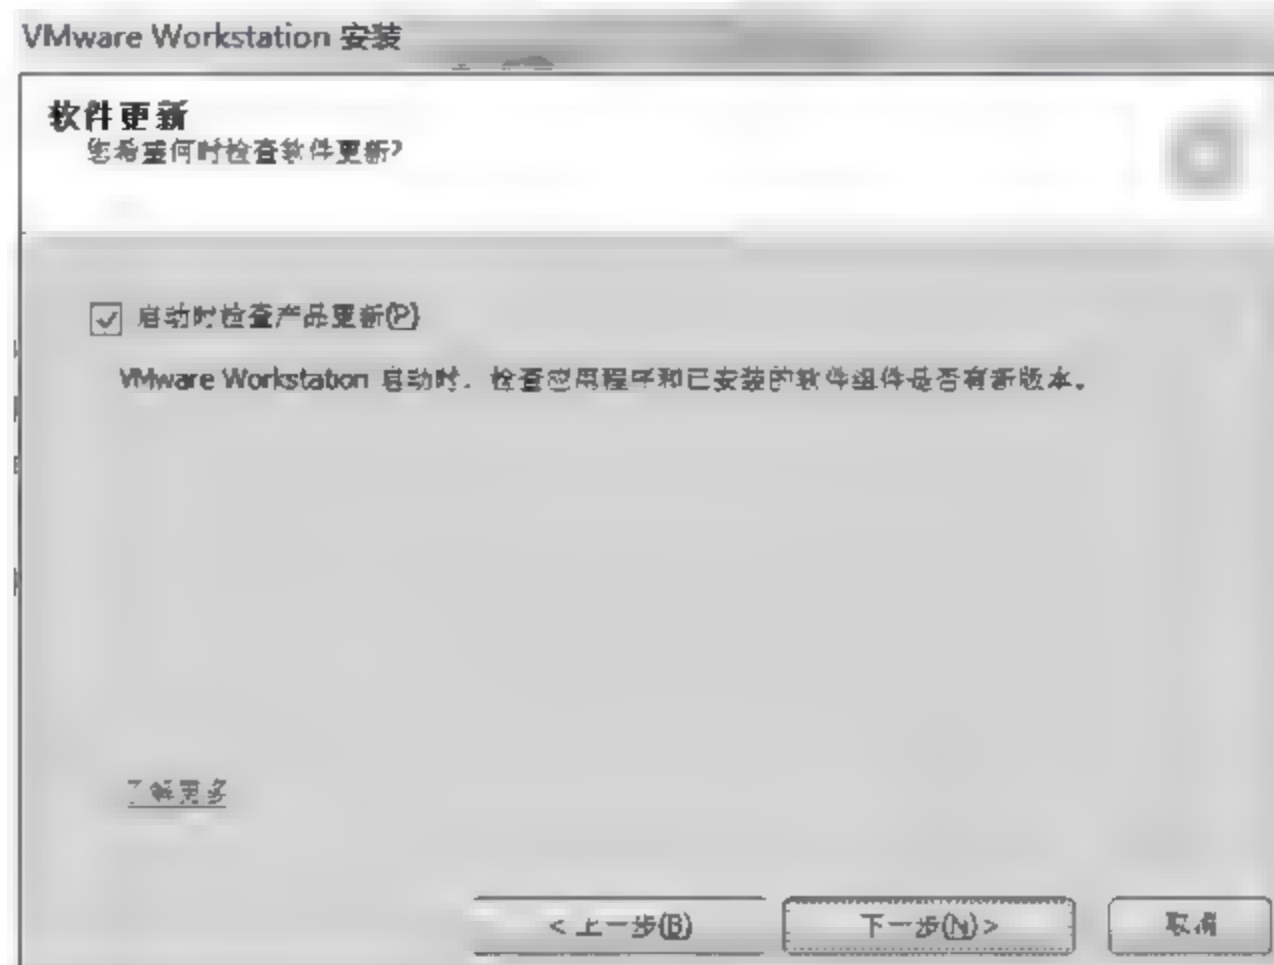 VMware Workstation 安装
软件更新
您希望何时检查软件更新?
启动时检查产品更新(P)
VMware Workstation 启动时，检查应用程序和已安装的软件组件是否有新版本。
了解更多
<上一步(B)
下一步(N) >
取消